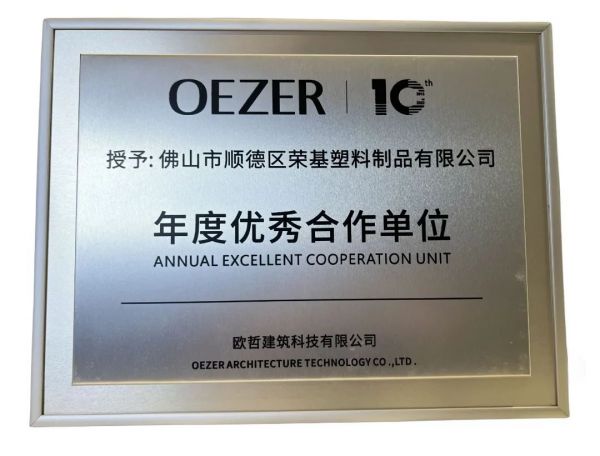 OEZER | 10th
授予: 佛山市顺德区荣基塑料制品有限公司
年度优秀合作单位
ANNUAL EXCELLENT COOPERATION UNIT
欧哲建筑科技有限公司
OEZER ARCHITECTURE TECHNOLOGY CO .,LTD .